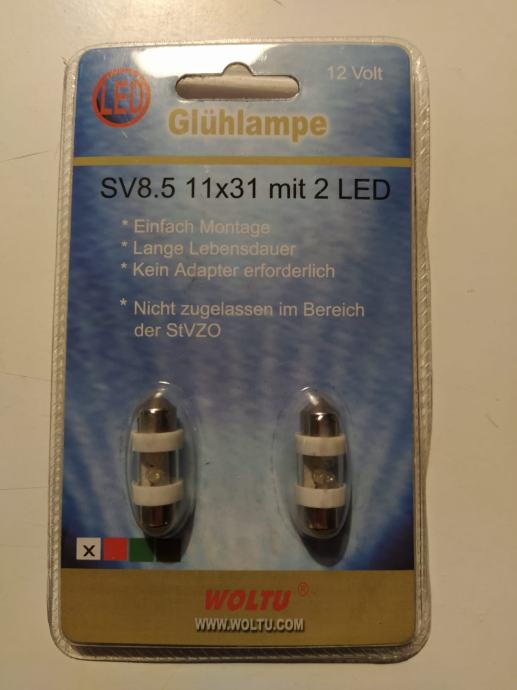 LED
12 Volt
Glühlampe
SV8.5 11x31 mit 2 LED
* Einfach Montage
* Lange Lebensdauer
* Kein Adapter erforderlich
* Nicht zugelassen im Bereich
der StVZO
x
WOLTU ®
WWW.WOLTU.COM